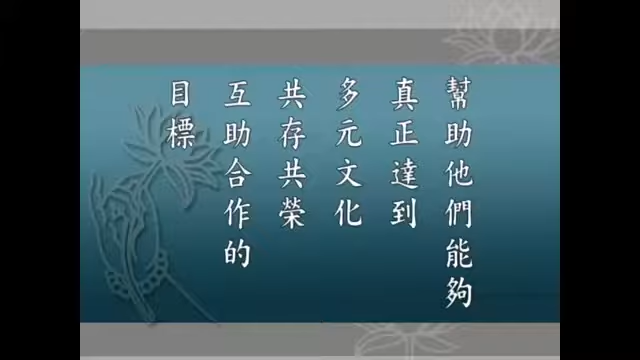 幫助他們能夠
真正達到
多元文化
共存共榮
互助合作的
目標